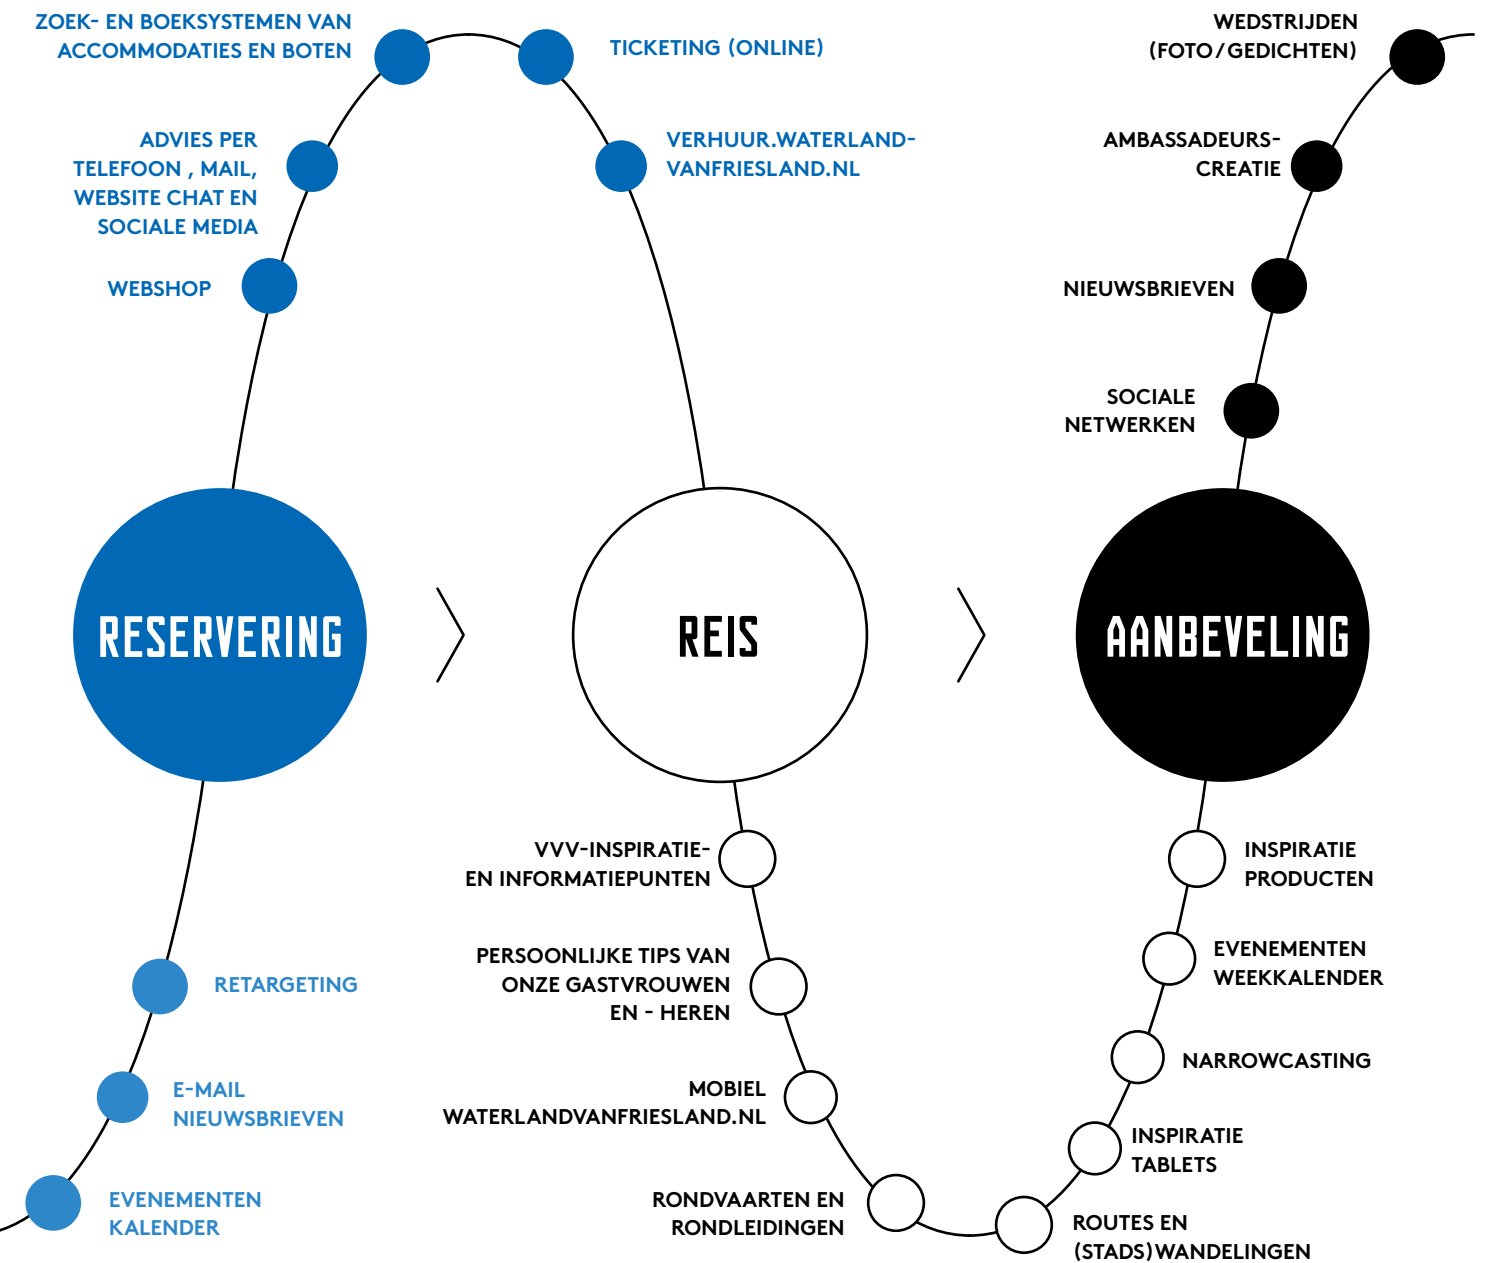 ZOEK- EN BOEKSYSTEMEN VAN
ACCOMMODATIES EN BOTEN
TICKETING (ONLINE)
ADVIES PER
TELEFOON , MAIL,
WEBSITE CHAT EN
SOCIALE MEDIA
VERHUUR.WATERLAND-
VANFRIESLAND.NL
WEBSHOP
WEDSTRIJDEN
(FOTO/GEDICHTEN)
AMBASSADEURS-
CREATIE
NIEUWSBRIEVEN
SOCIALE
NETWERKEN
RESERVERING
REIS
AANBEVELING
RETARGETING
E-MAIL
NIEUWSBRIEVEN
EVENEMENTEN
KALENDER
VVV-INSPIRATIE-
EN INFORMATIEPUNTEN
PERSOONLIJKE TIPS VAN
ONZE GASTVROUWEN
EN - HEREN
MOBIEL
WATERLANDVANFRIESLAND.NL
RONDVAARTEN EN
RONDLEIDINGEN
INSPIRATIE
PRODUCTEN
EVENEMENTEN
WEEKKALENDER
NARROWCASTING
INSPIRATIE
TABLETS
ROUTES EN
(STADS)WANDELINGEN